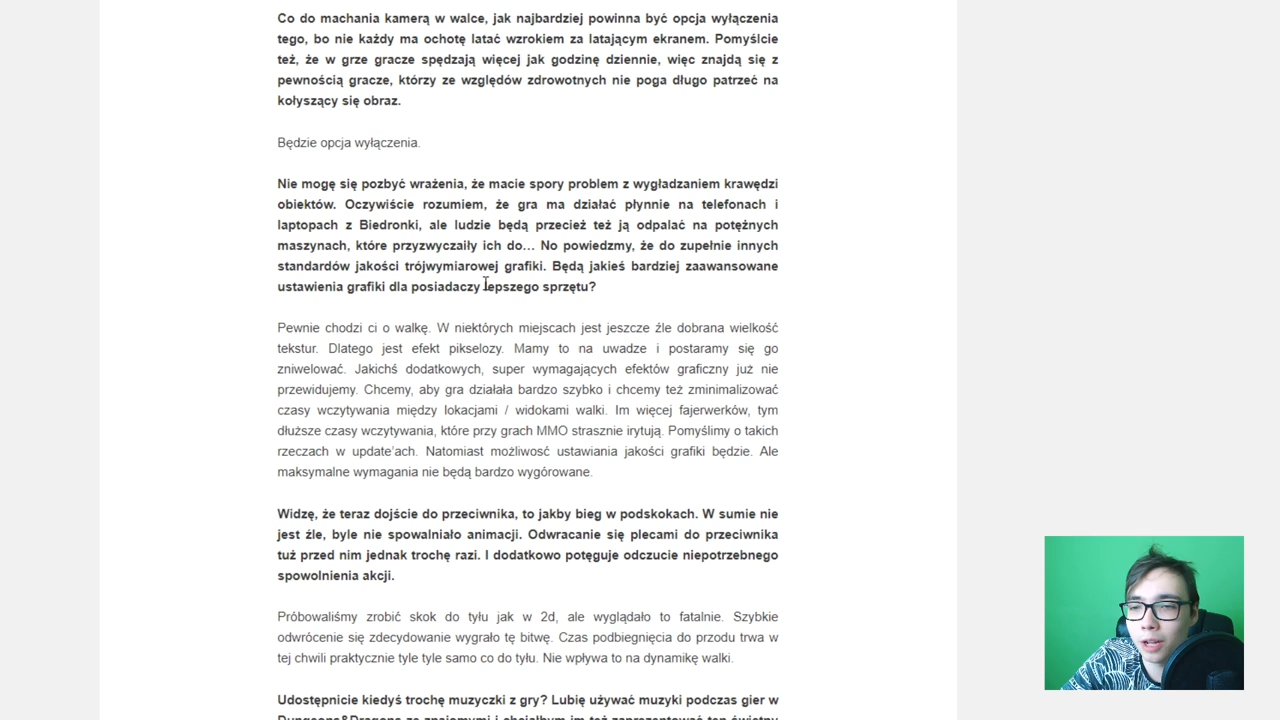 Co do machania kamerą w walce, jak najbardziej powinna być opcja wyłączenia
tego, bo nie każdy ma ochotę latać wzrokiem za latającym ekranem. Pomyślcie
też, że w grze gracze spędzają więcej jak godzinę dziennie, więc znajdą się z
pewnością gracze, którzy ze względów zdrowotnych nie poga długo patrzeć na
kołyszący się obraz.
Będzie opcja wyłączenia.
Nie mogę się pozbyć wrażenia, że macie spory problem z wygładzaniem krawędzi
obiektów. Oczywiście rozumiem, że gra ma działać płynnie na telefonach i
laptopach z Biedronki, ale ludzie będą przecież też ją odpalać na potężnych
maszynach, które przyzwyczaiły ich do… No powiedzmy, że do zupełnie innych
standardów jakości trójwymiarowej grafiki. Będą jakieś bardziej zaawansowane
ustawienia grafiki dla posiadaczy lepszego sprzętu?
Pewnie chodzi ci o walkę. W niektórych miejscach jest jeszcze źle dobrana wielkość
tekstur. Dlatego jest efekt pikselozy. Mamy to na uwadze i postaramy się go
zniwelować. Jakichś dodatkowych, super wymagających efektów graficzny już nie
przewidujemy. Chcemy, aby gra działała bardzo szybko i chcemy też zminimalizować
czasy wczytywania między lokacjami / widokami walki. Im więcej fajerwerków, tym
dłuższe czasy wczytywania, które przy grach MMO strasznie irytują. Pomyślimy o takich
rzeczach w update'ach. Natomiast możliwosć ustawiania jakości grafiki będzie. Ale
maksymalne wymagania nie będą bardzo wygórowane.
Widzę, że teraz dojście do przeciwnika, to jakby bieg w podskokach. W sumie nie
jest źle, byle nie spowalniało animacji. Odwracanie się plecami do przeciwnika
tuż przed nim jednak trochę razi. I dodatkowo potęguje odczucie niepotrzebnego
spowolnienia akcji.
Próbowaliśmy zrobić skok do tyłu jak w 2d, ale wyglądało to fatalnie. Szybkie
odwrócenie się zdecydowanie wygrało tę bitwę. Czas podbiegnięcia do przodu trwa w
tej chwili praktycznie tyle tyle samo co do tyłu. Nie wpływa to na dynamikę walki.
Udostępnicie kiedyś trochę muzyczki z gry? Lubię używać muzyki podczas gier w
Dungeons&Dragons ze znajomymi i chciałbym im też zaprezentować ten świetny